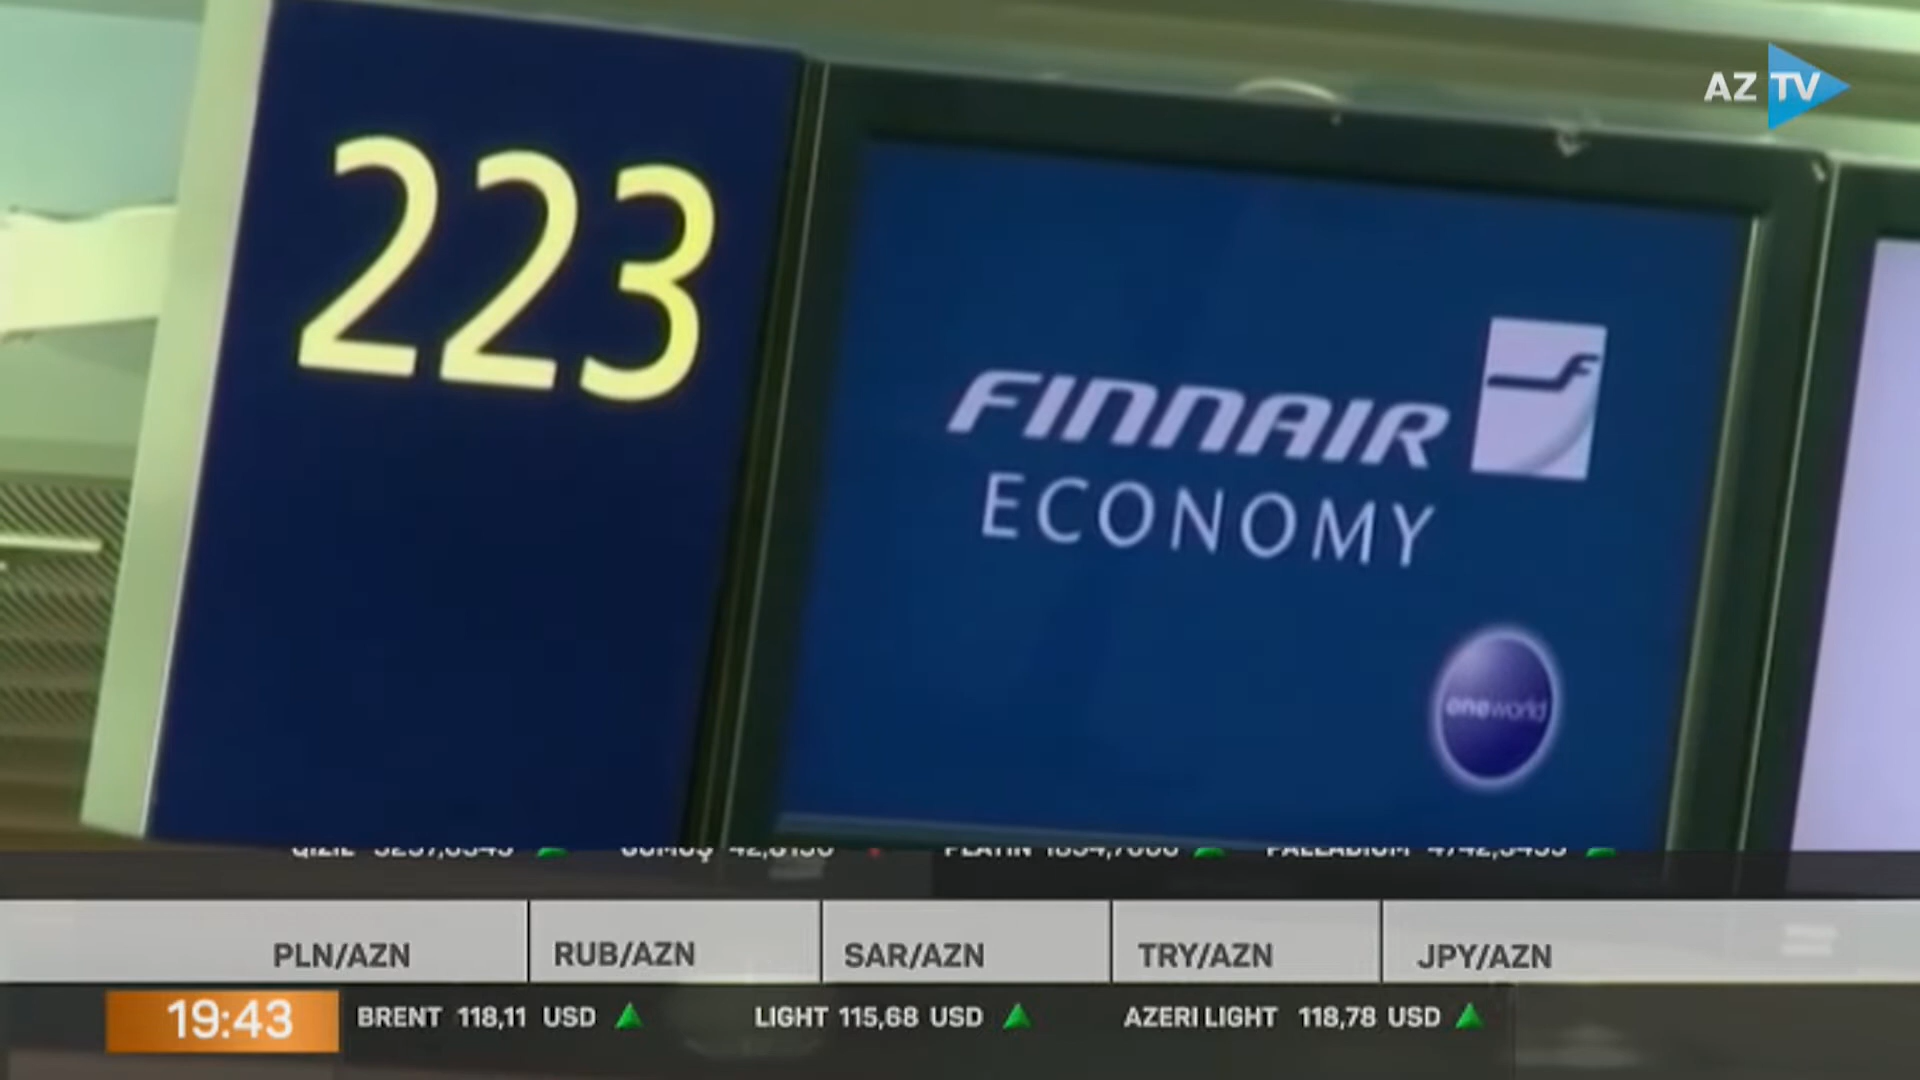 AZ TV
223
FINNAIR
ECONOMY
oneworld
PLN/AZN RUB/AZN SAR/AZN TRY/AZN JPY/AZN
19:43 BRENT 118,11 USD LIGHT 115,68 USD AZERI LIGHT 118,78 USD